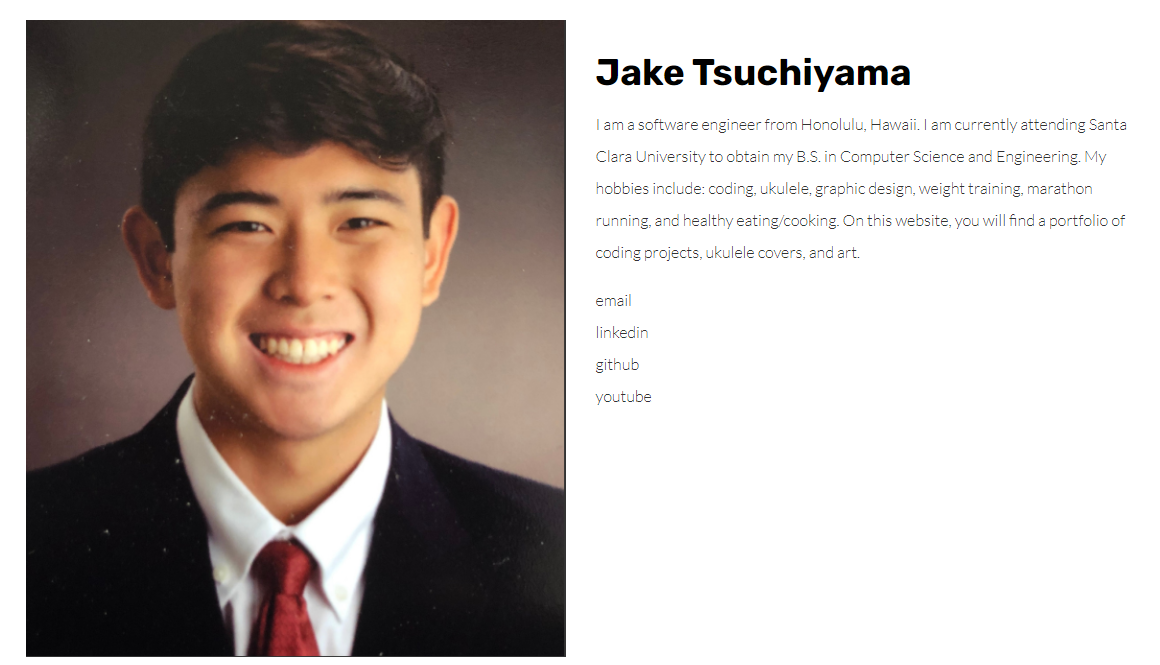 Jake Tsuchiyama
I am a software engineer from Honolulu, Hawaii. I am currently attending Santa
Clara University to obtain my B.S. in Computer Science and Engineering. My
hobbies include: coding, ukulele, graphic design, weight training, marathon
running, and healthy eating/cooking. On this website, you will find a portfolio of
coding projects, ukulele covers, and art.
email
linkedin
github
youtube